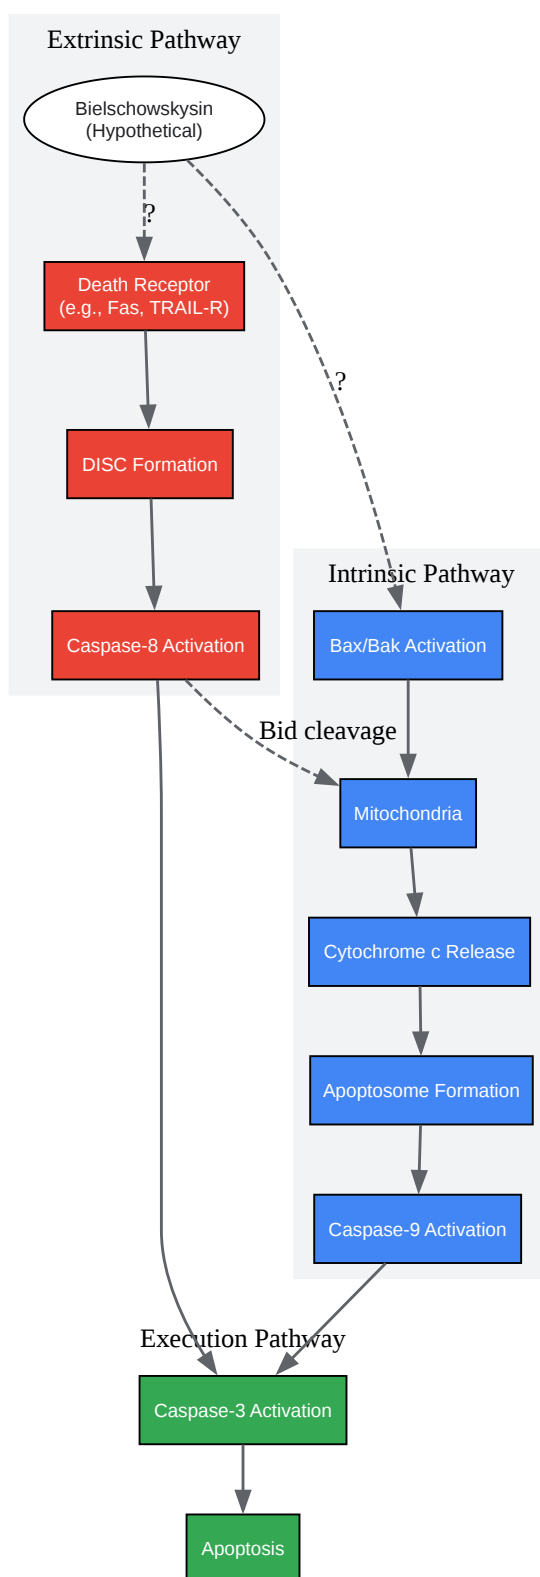 Extrinsic Pathway
Bielschowskysin
(Hypothetical)
?
Death Receptor
(e.g., Fas, TRAIL-R)
?
DISC Formation
Intrinsic Pathway
Caspase-8 Activation
Bax/Bak Activation
Bid cleavage
Mitochondria
Cytochrome c Release
Apoptosome Formation
Caspase-9 Activation
Execution Pathway
Caspase-3 Activation
Apoptosis